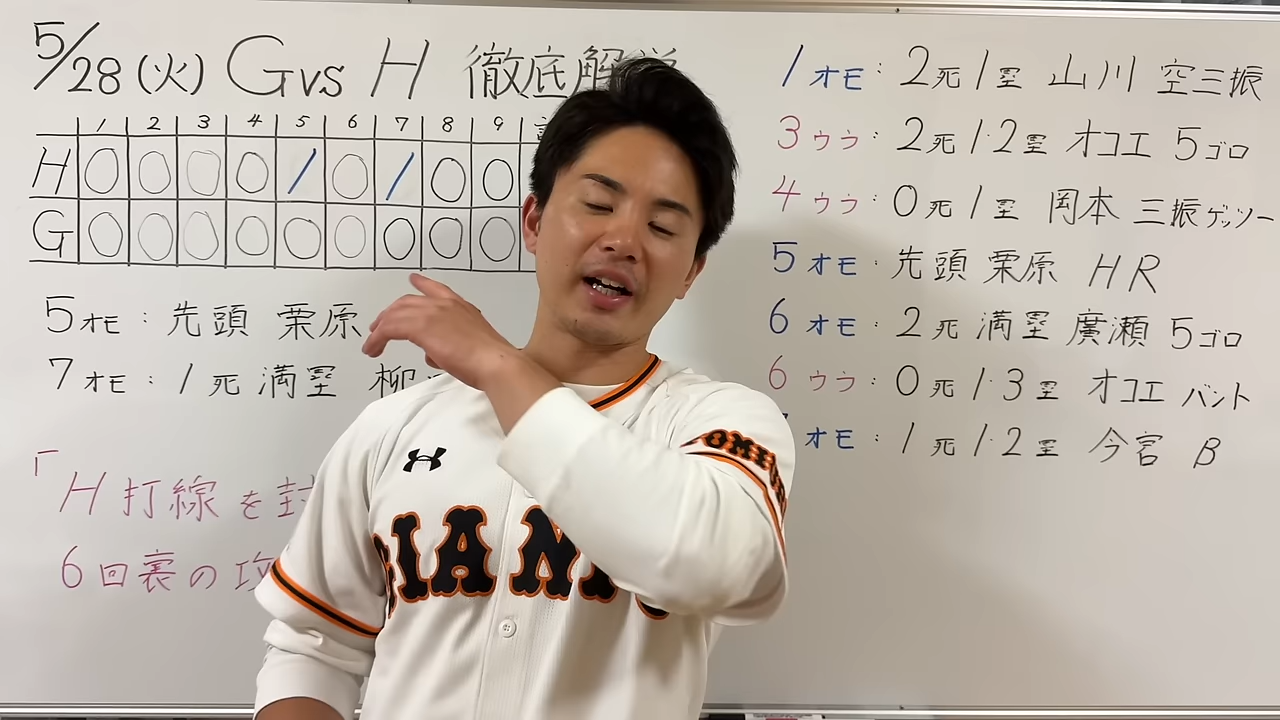 5/28(火) G vs H 徹底解説
1 2 3 4 5 6 7 8 9 計
H 0 0 0 0 1 0 1 0 0
G 0 0 0 0 0 0 0 0 0
5オモ：先頭 栗原
7オモ：1死満塁 柳
「H打線を封
6回裏の攻
1オモ：2死1塁 山川 空三振
3ウラ：2死1・2塁 オコエ 5ゴロ
4ウラ：0死1塁 岡本 三振ゲッツー
5オモ：先頭 栗原 HR
6オモ：2死満塁 廣瀬 5ゴロ
6ウラ：0死1・3塁 オコエ バント
オモ：1死1・2塁 今宮 B
GIANTS